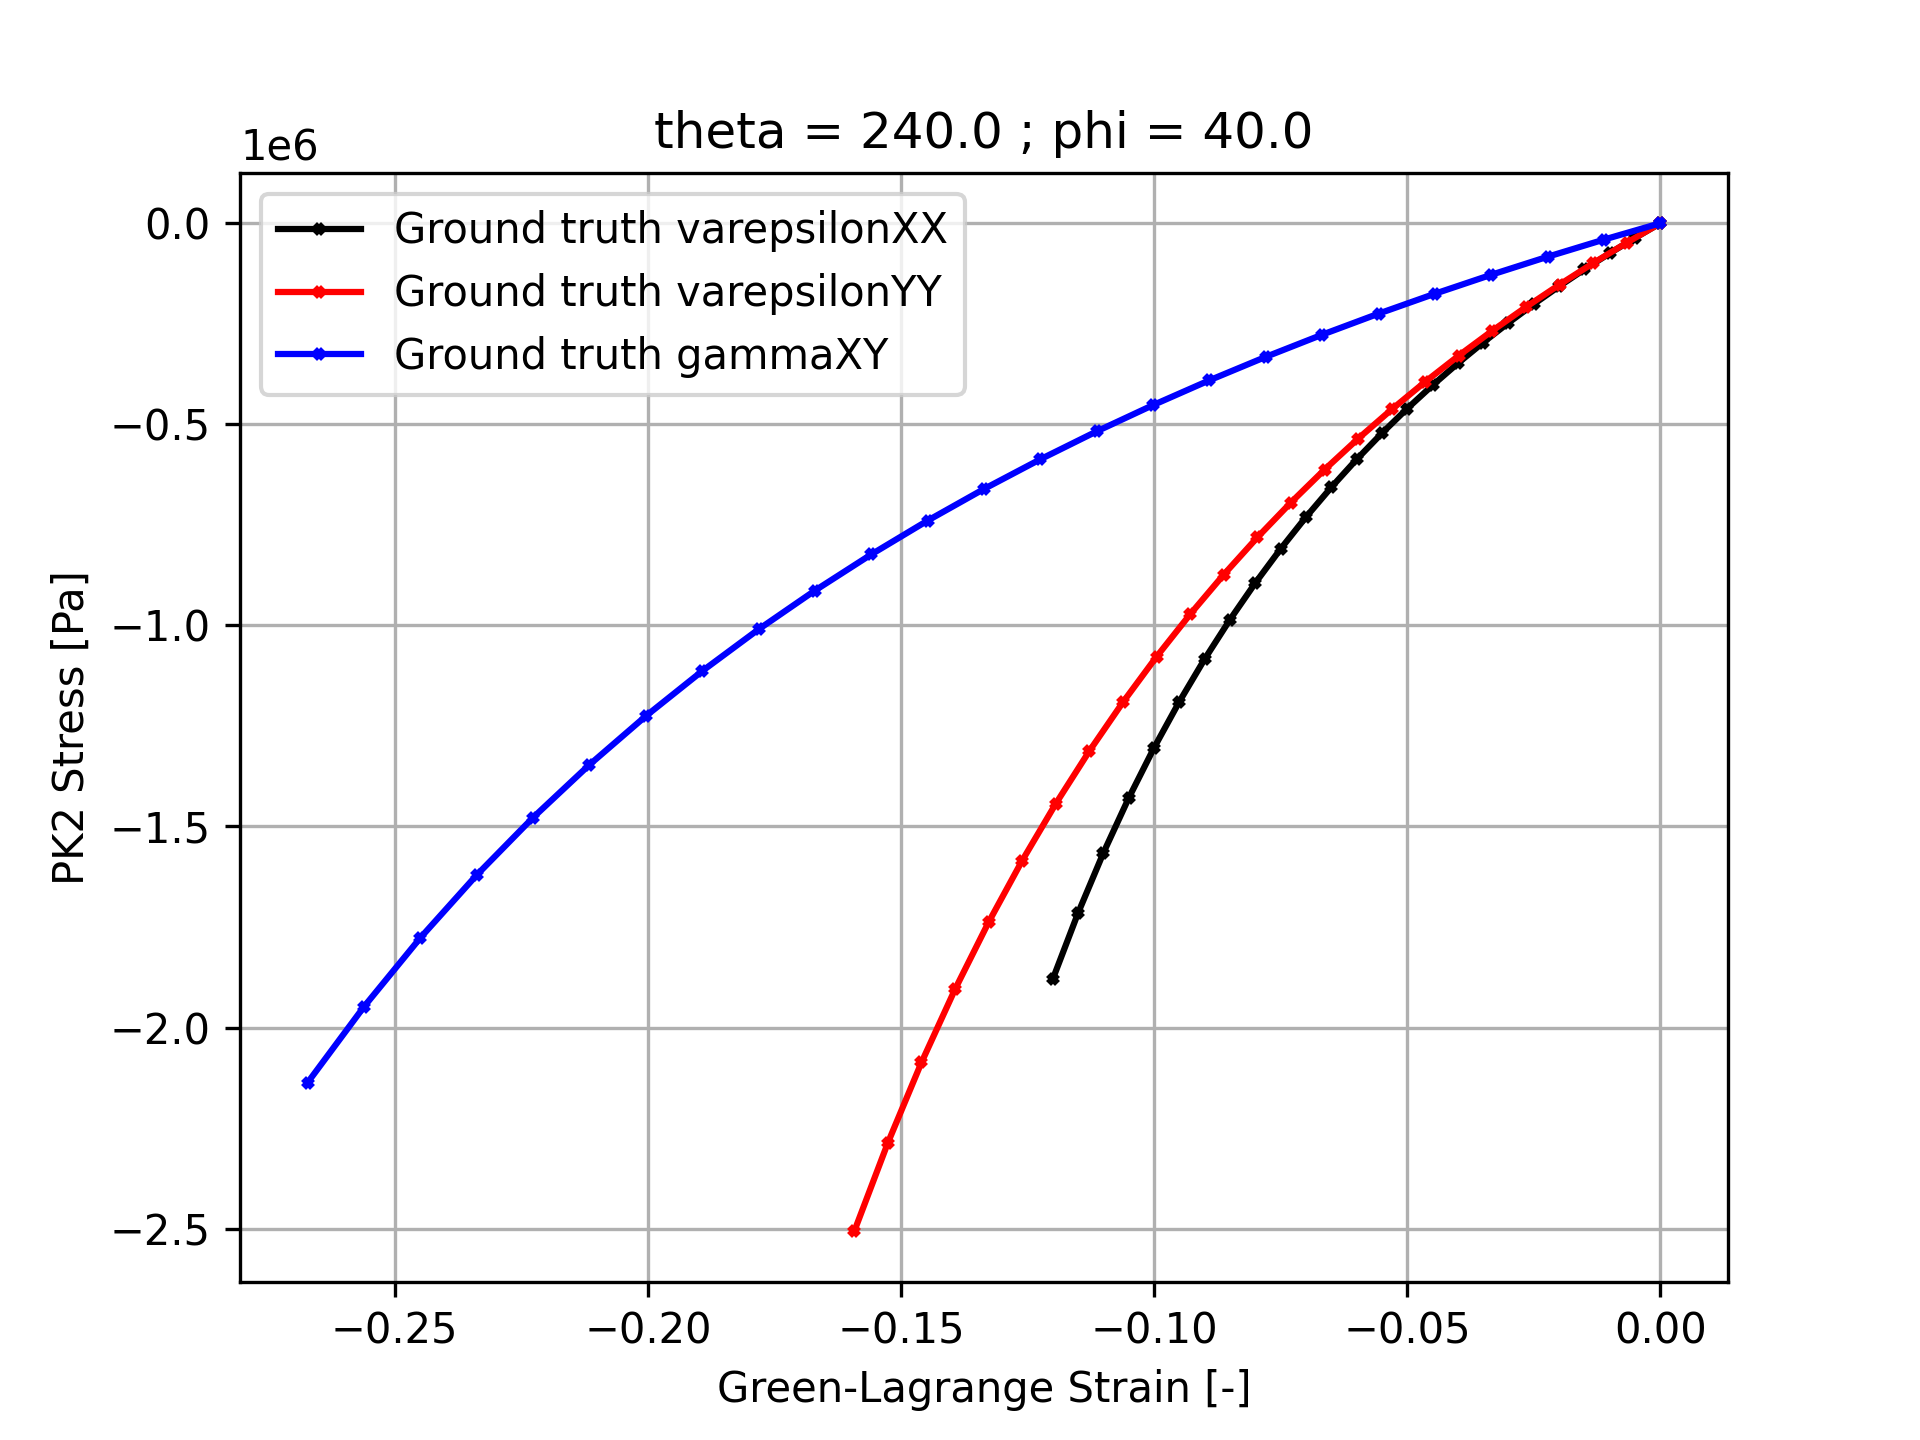 theta = 240.0 ; phi = 40.0
1e6
Ground truth varepsilonXX
Ground truth varepsilonYY
Ground truth gammaXY
0.0
−0.5
−1.0
−1.5
−2.0
−2.5
PK2 Stress [Pa]
−0.25 −0.20 −0.15 −0.10 −0.05 0.00
Green-Lagrange Strain [-]